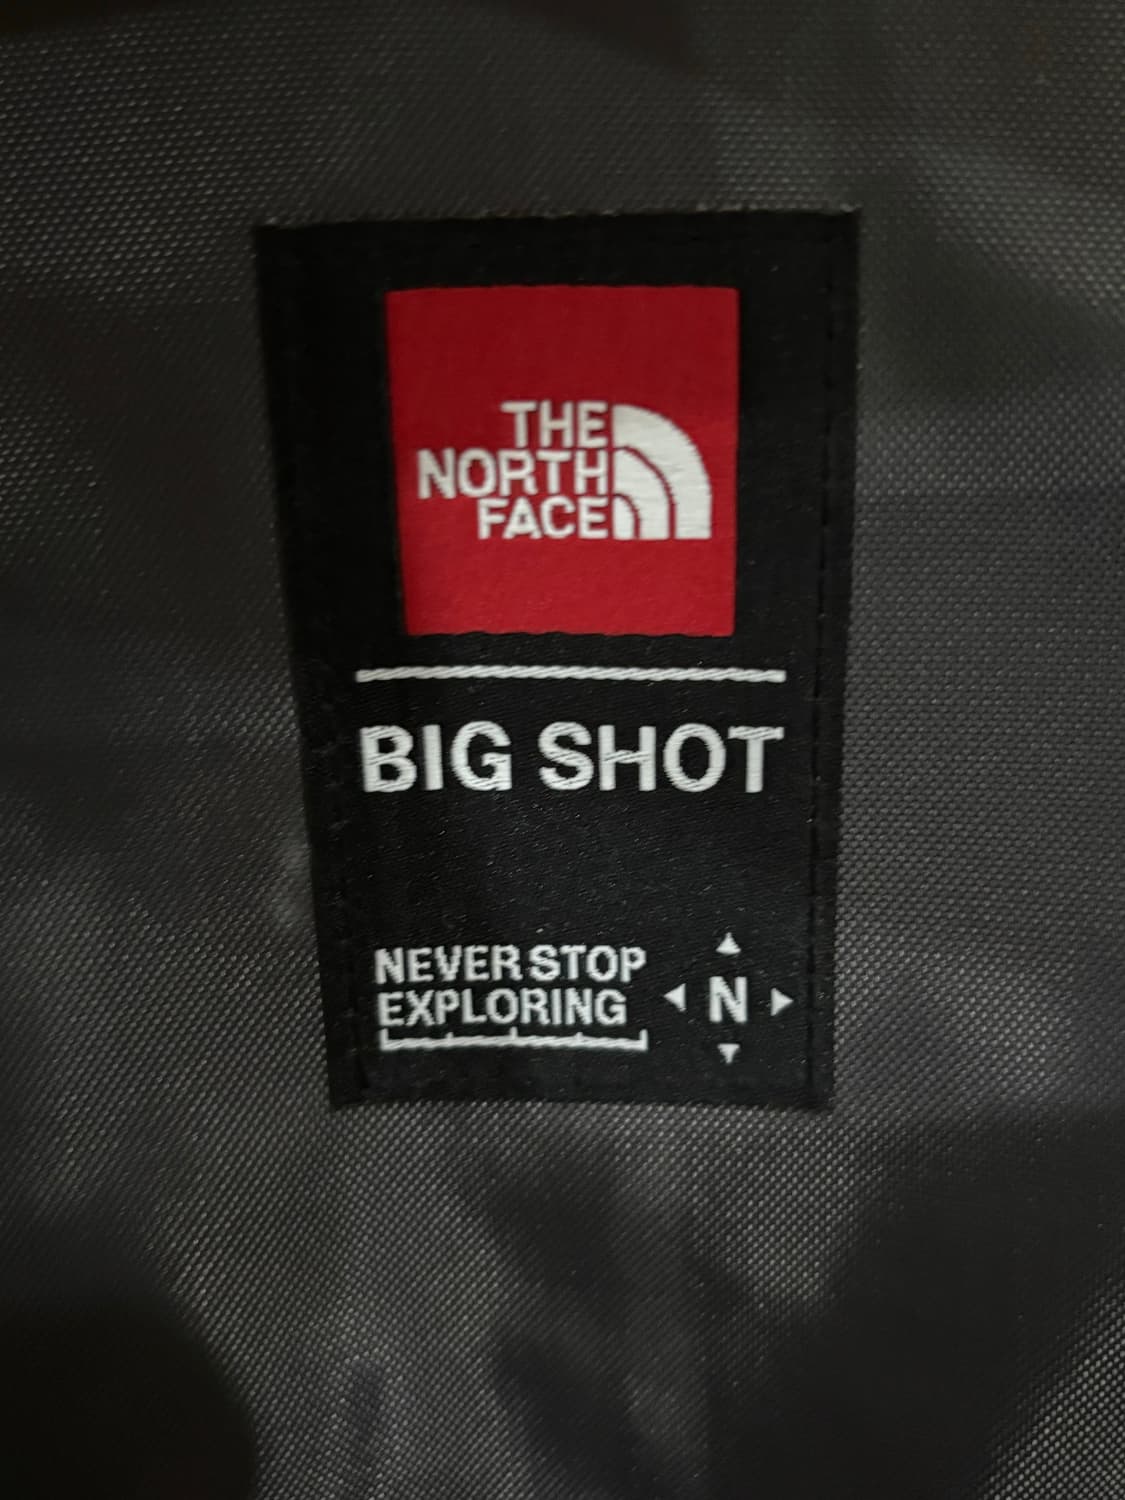 THE
NORTH
FACE
BIG SHOT
NEVER STOP
EXPLORING
N